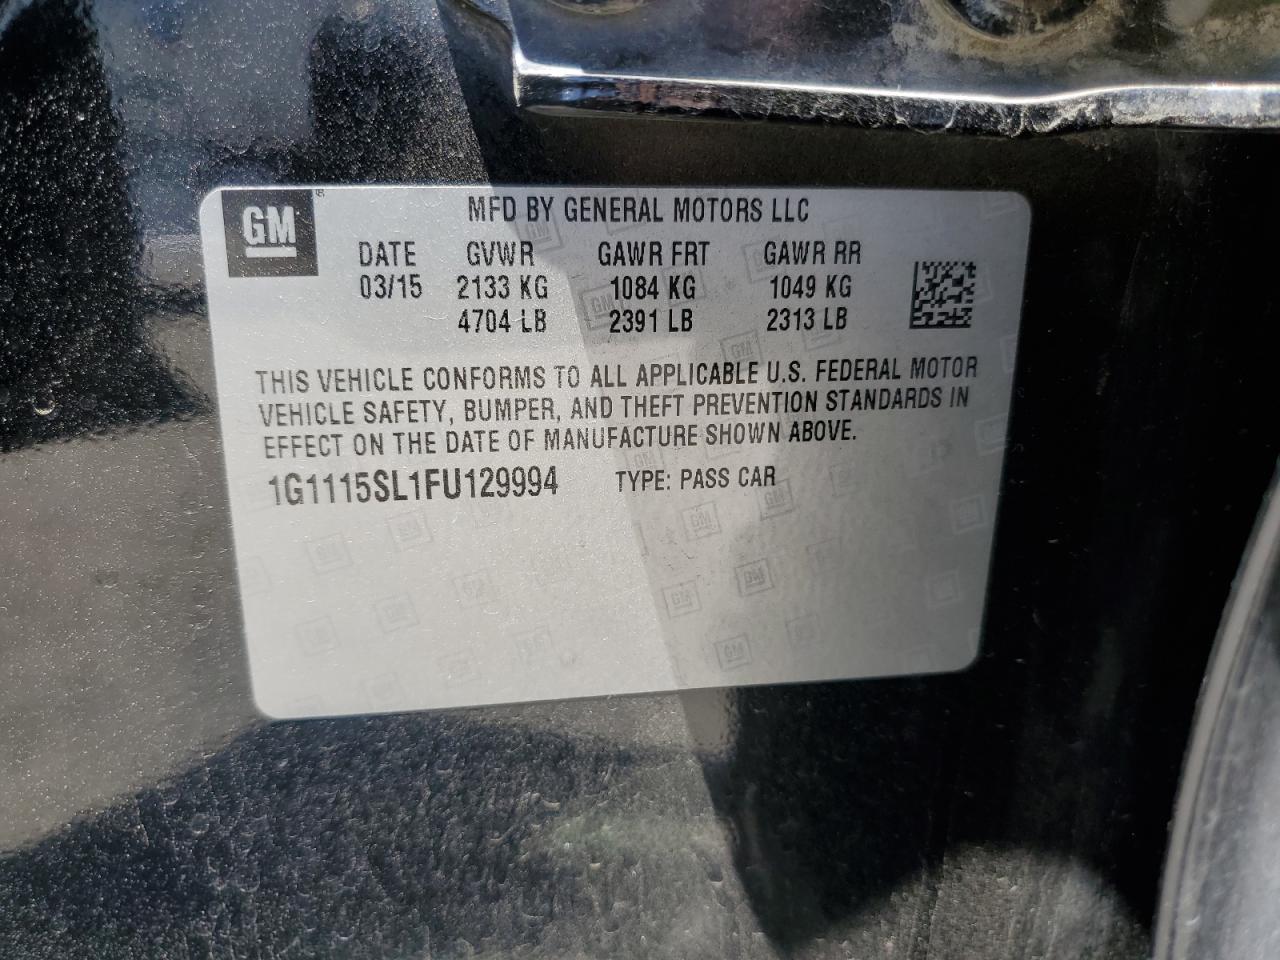 GM
MFD BY GENERAL MOTORS LLC
DATE GVWR GAWR FRT GAWR RR
03/15 2133 KG 1084 KG 1049 KG
4704 LB 2391 LB 2313 LB
THIS VEHICLE CONFORMS TO ALL APPLICABLE U.S. FEDERAL MOTOR
VEHICLE SAFETY, BUMPER, AND THEFT PREVENTION STANDARDS IN
EFFECT ON THE DATE OF MANUFACTURE SHOWN ABOVE.
1G1115SL1FU129994 TYPE: PASS CAR